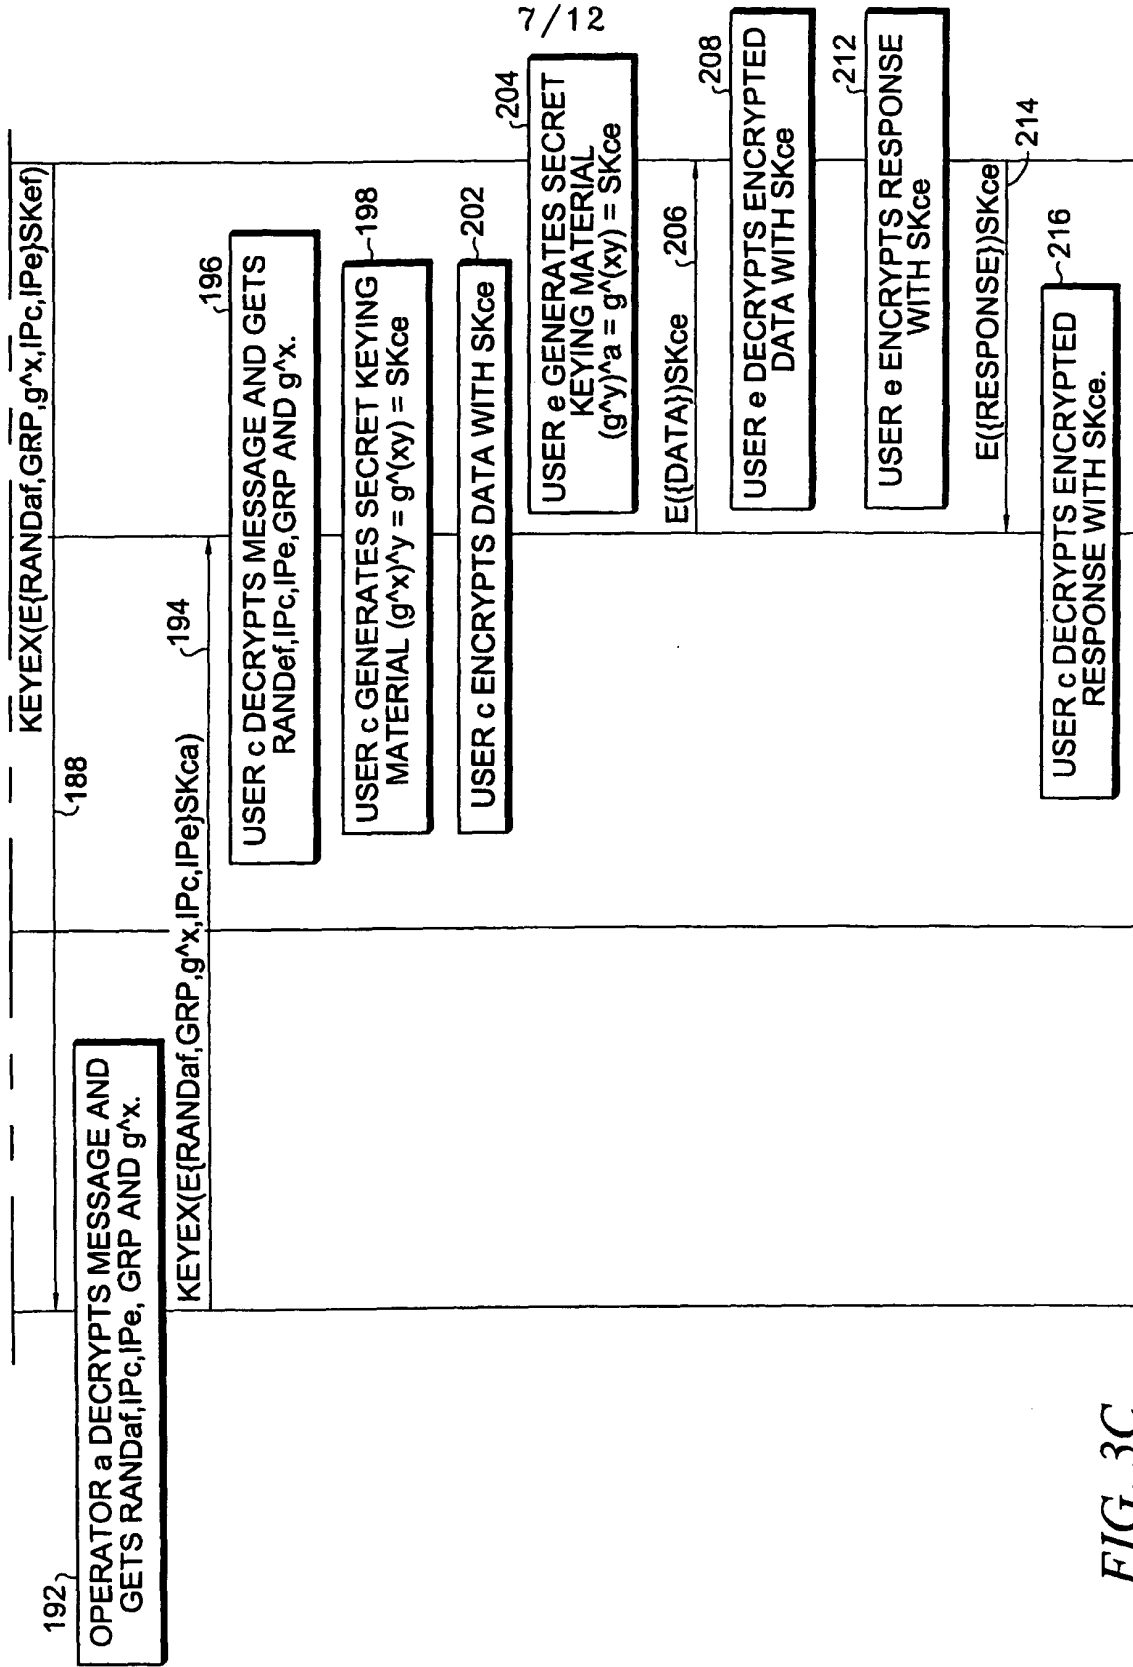 7/12
KEYEX(E{RANDaf,GRP,g^x,IPc,IPe}SKef)
188
192
OPERATOR a DECRYPTS MESSAGE AND
GETS RANDaf,IPc,IPe, GRP AND g^x.
KEYEX(E{RANDaf,GRP,g^x,IPc,IPe}SKca)
194
196
USER c DECRYPTS MESSAGE AND GETS
RANDef,IPc,IPe,GRP AND g^x.
198
USER c GENERATES SECRET KEYING
MATERIAL (g^x)^y = g^(xy) = SKce
202
USER c ENCRYPTS DATA WITH SKce
204
USER e GENERATES SECRET
KEYING MATERIAL
(g^y)^a = g^(xy) = SKce
E({DATA})SKce
206
208
USER e DECRYPTS ENCRYPTED
DATA WITH SKce
212
USER e ENCRYPTS RESPONSE
WITH SKce
E({RESPONSE})SKce
214
216
USER c DECRYPTS ENCRYPTED
RESPONSE WITH SKce.
FIG. 3C